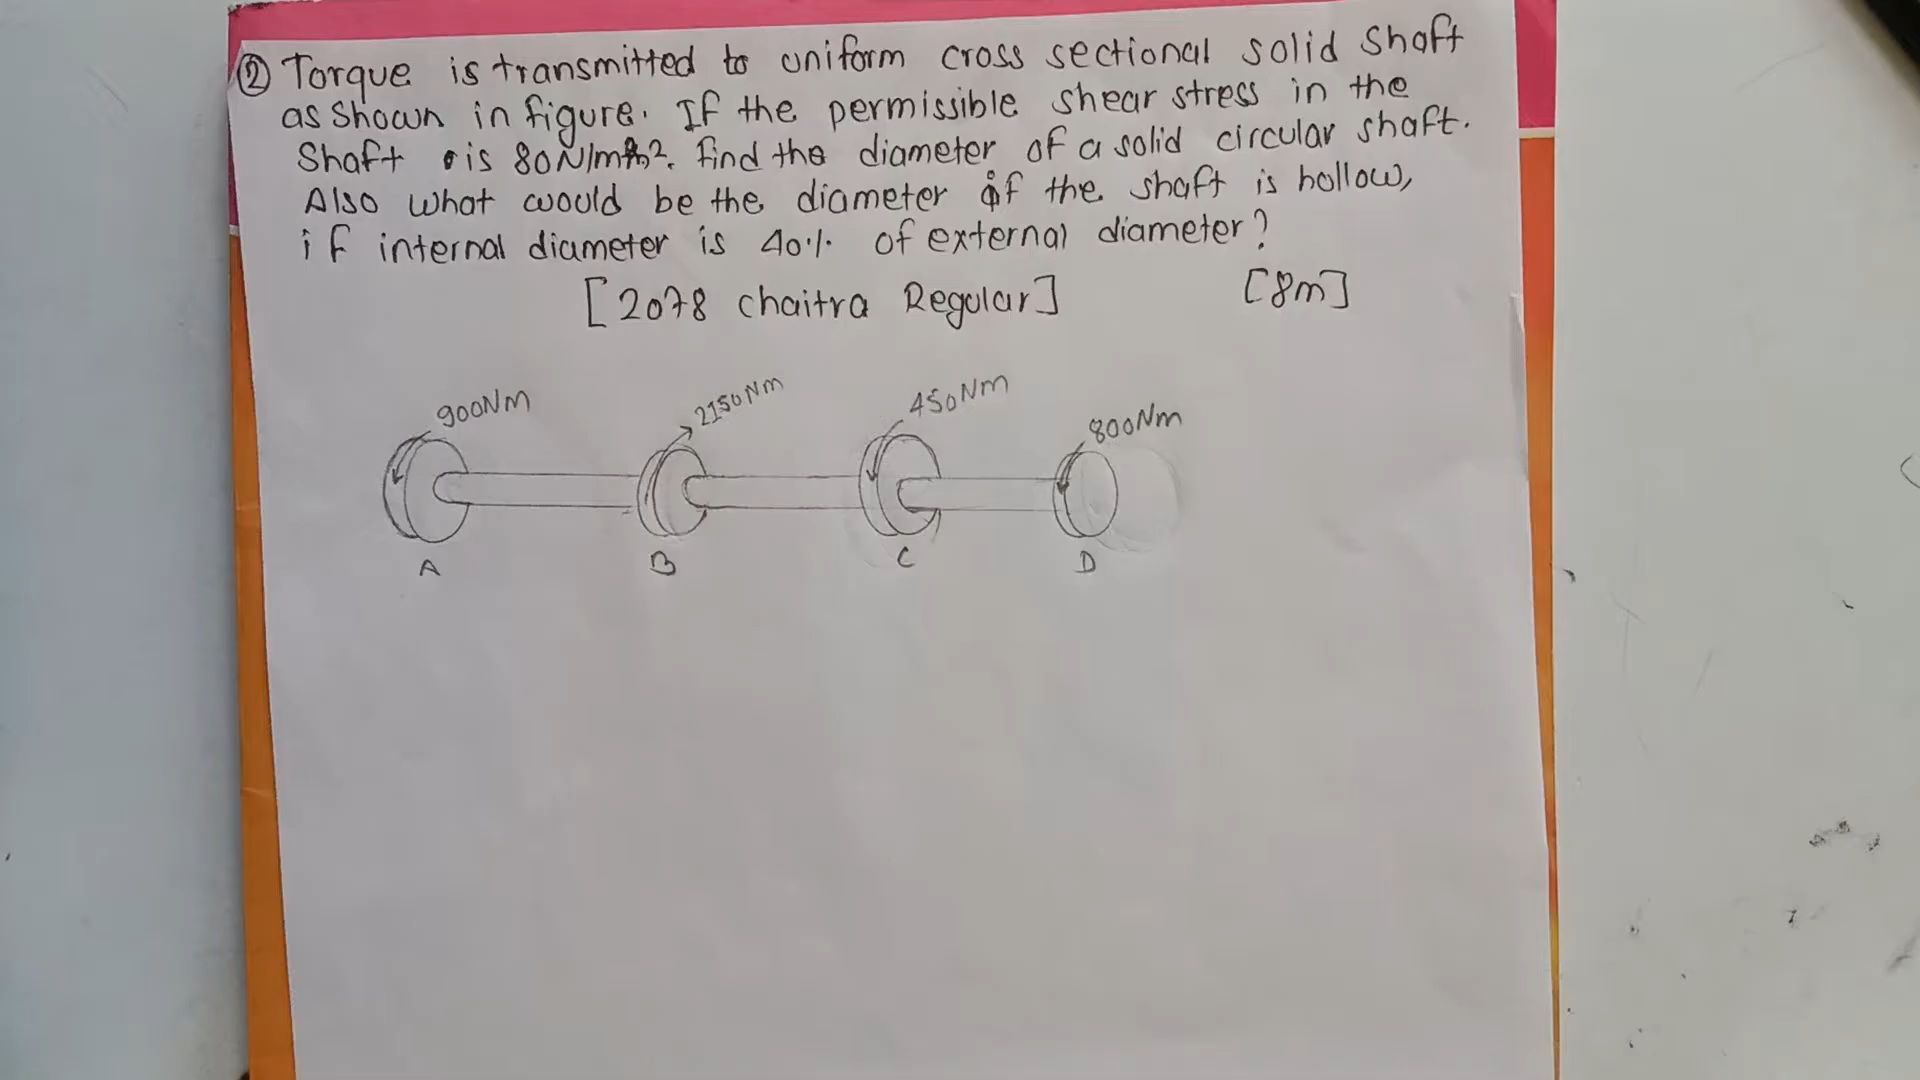 ② Torque is transmitted to uniform cross sectional solid shaft
as shown in figure. If the permissible shear stress in the
shaft is 80N/mm². find the diameter of a solid circular shaft.
Also what would be the diameter if the shaft is hollow,
if internal diameter is 40% of external diameter?
[2078 chaitra Regular] [8m]
900Nm 2150Nm 450Nm 800Nm
A B C D